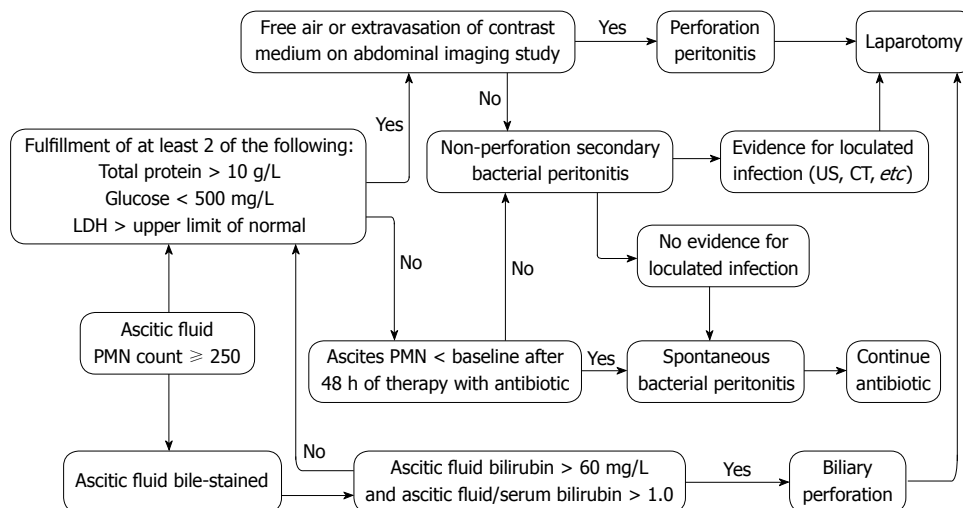 Free air or extravasation of contrast
medium on abdominal imaging study
Yes
Perforation
peritonitis
Laparotomy
No
Yes
Fulfillment of at least 2 of the following:
Total protein > 10 g/L
Glucose < 500 mg/L
LDH > upper limit of normal
Non-perforation secondary
bacterial peritonitis
Evidence for loculated
infection (US, CT, etc)
No
No
No evidence for
loculated infection
Ascitic fluid
PMN count ⩾ 250
Ascites PMN < baseline after
48 h of therapy with antibiotic
Yes
Spontaneous
bacterial peritonitis
Continue
antibiotic
No
Ascitic fluid bile-stained
Ascitic fluid bilirubin > 60 mg/L
and ascitic fluid/serum bilirubin > 1.0
Yes
Biliary
perforation